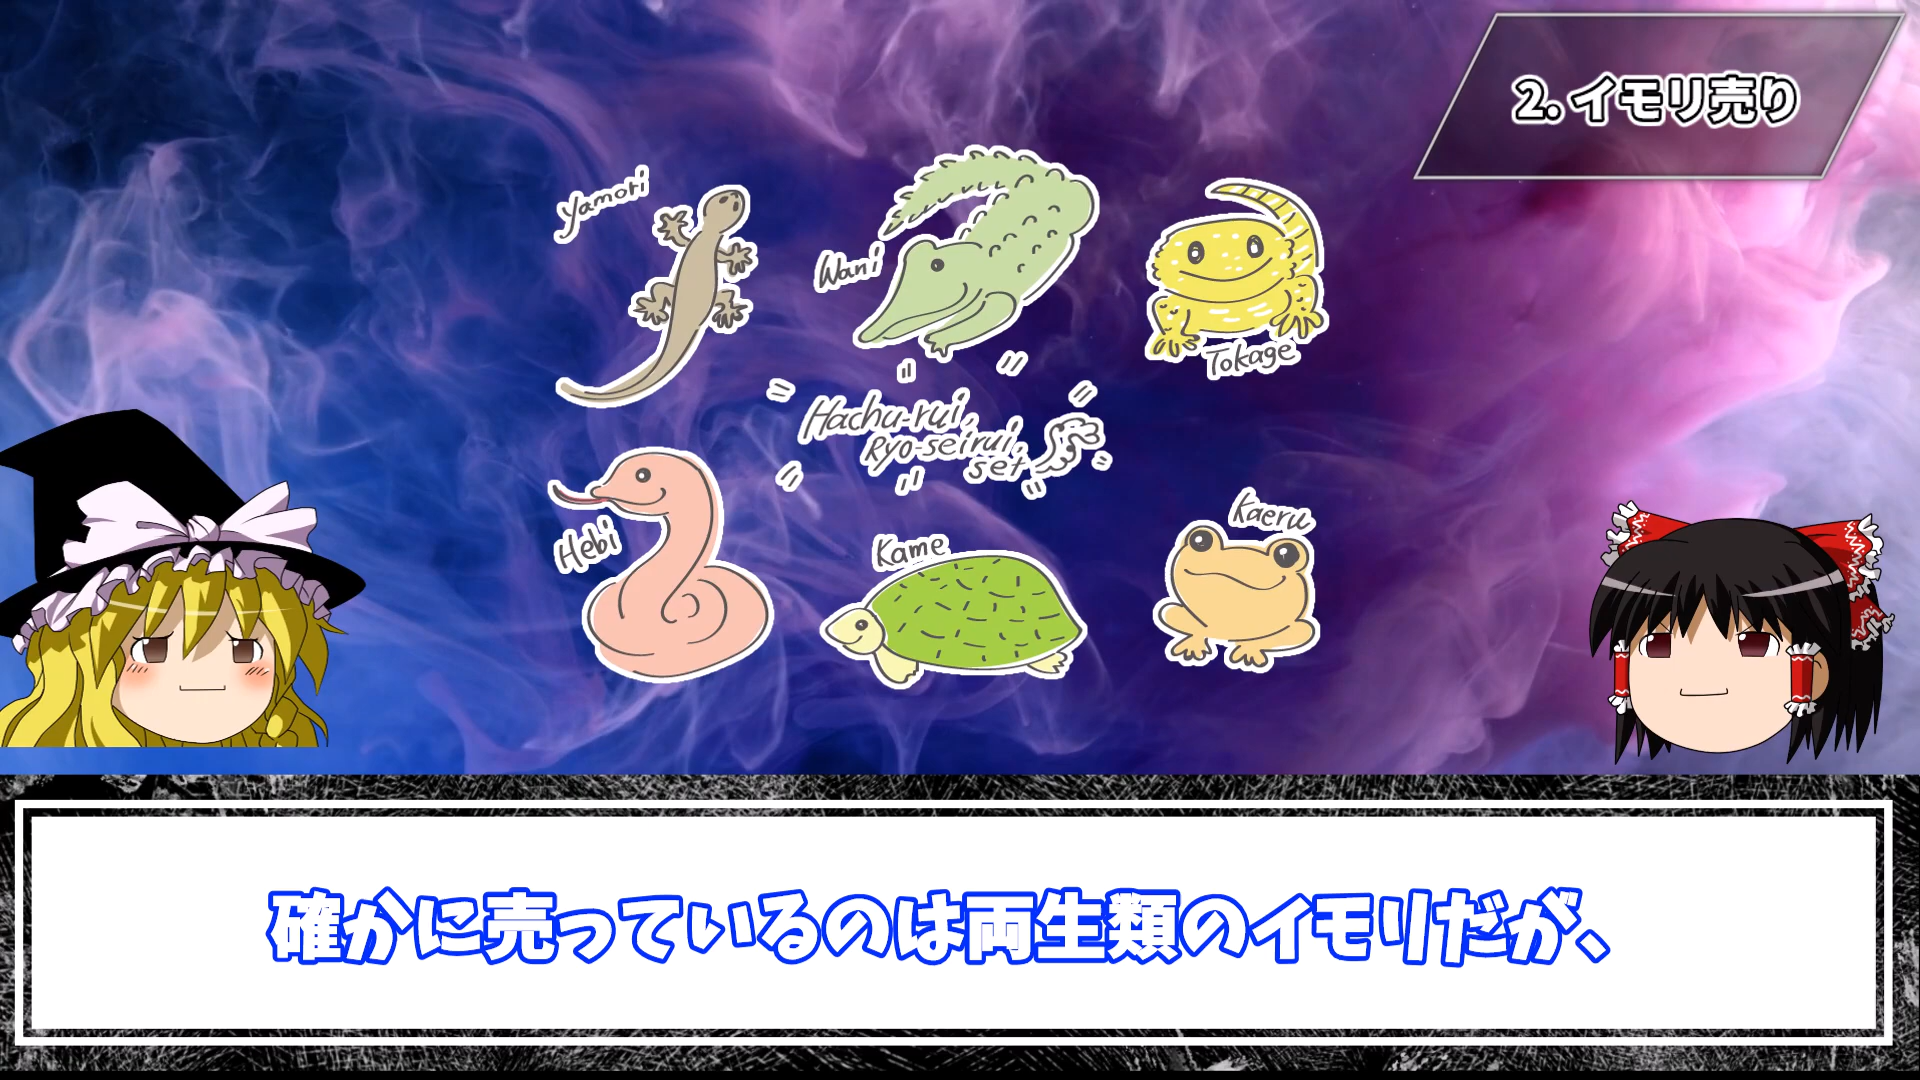 2. イモリ売り
yamori
Wani
Tokage
Hachu-rui,
Ryo-seirui,
set
Hebi
Kame
Kaeru
確かに売っているのは両生類のイモリだが、